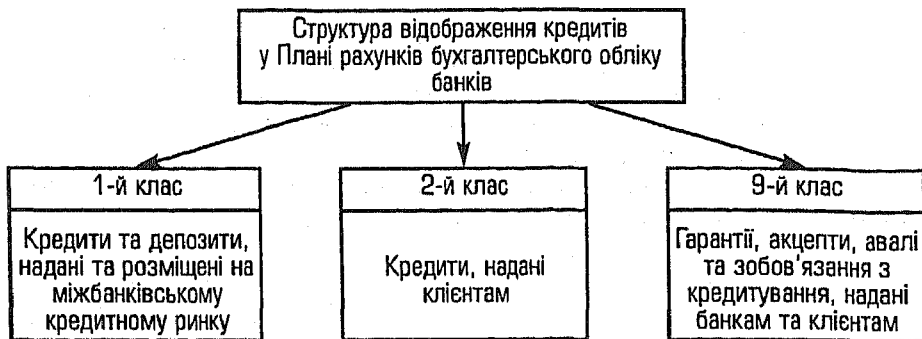 Структура відображення кредитів
у Плані рахунків бухгалтерського обліку
банків
1-й клас
Кредити та депозити,
надані та розміщені на
міжбанківському
кредитному ринку
2-й клас
Кредити, надані
клієнтам
9-й клас
Гарантії, акцепти, авалі
та зобов'язання з
кредитування, надані
банкам та клієнтам